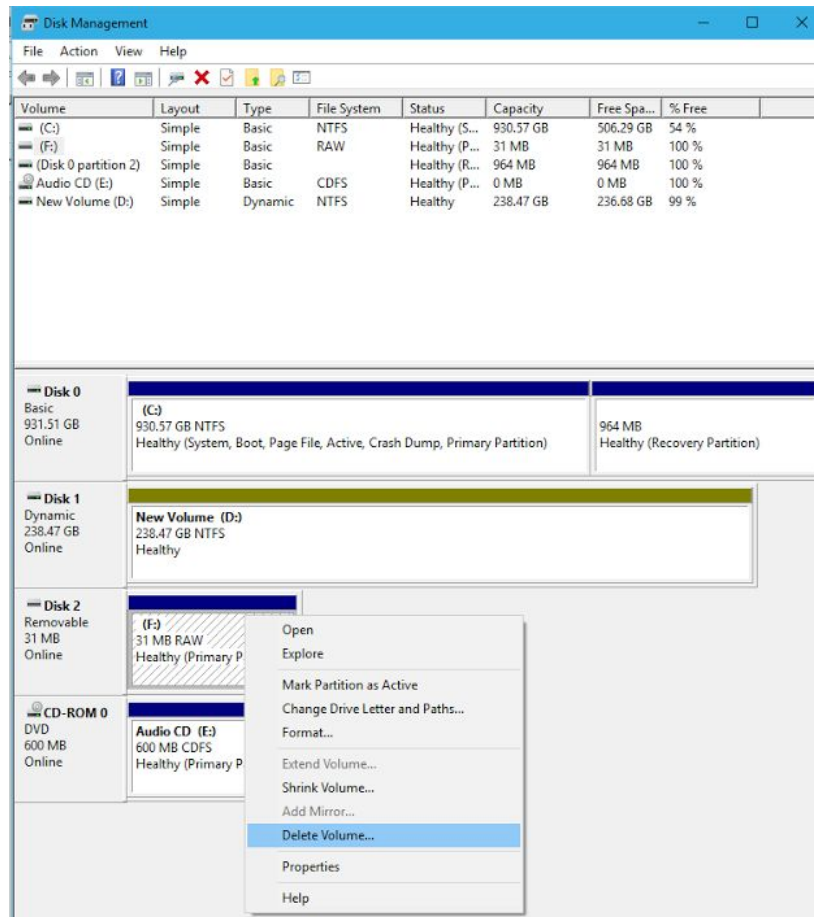 Disk Management
File Action View Help
Volume Layout Type File System Status Capacity Free Spa... % Free
(C:) Simple Basic NTFS Healthy (S... 930.57 GB 506.29 GB 54 %
(F:) Simple Basic RAW Healthy (P... 31 MB 31 MB 100 %
(Disk 0 partition 2) Simple Basic Healthy (R... 964 MB 964 MB 100 %
Audio CD (E:) Simple Basic CDFS Healthy (P... 0 MB 0 MB 100 %
New Volume (D:) Simple Dynamic NTFS Healthy 238.47 GB 236.68 GB 99 %
Disk 0
Basic
931.51 GB
Online
(C:)
930.57 GB NTFS
Healthy (System, Boot, Page File, Active, Crash Dump, Primary Partition)
964 MB
Healthy (Recovery Partition)
Disk 1
Dynamic
238.47 GB
Online
New Volume (D:)
238.47 GB NTFS
Healthy
Disk 2
Removable
31 MB
Online
(F:)
31 MB RAW
Healthy (Primary P
CD-ROM 0
DVD
600 MB
Online
Audio CD (E:)
600 MB CDFS
Healthy (Primary P
Open
Explore
Mark Partition as Active
Change Drive Letter and Paths...
Format...
Extend Volume...
Shrink Volume...
Add Mirror...
Delete Volume...
Properties
Help